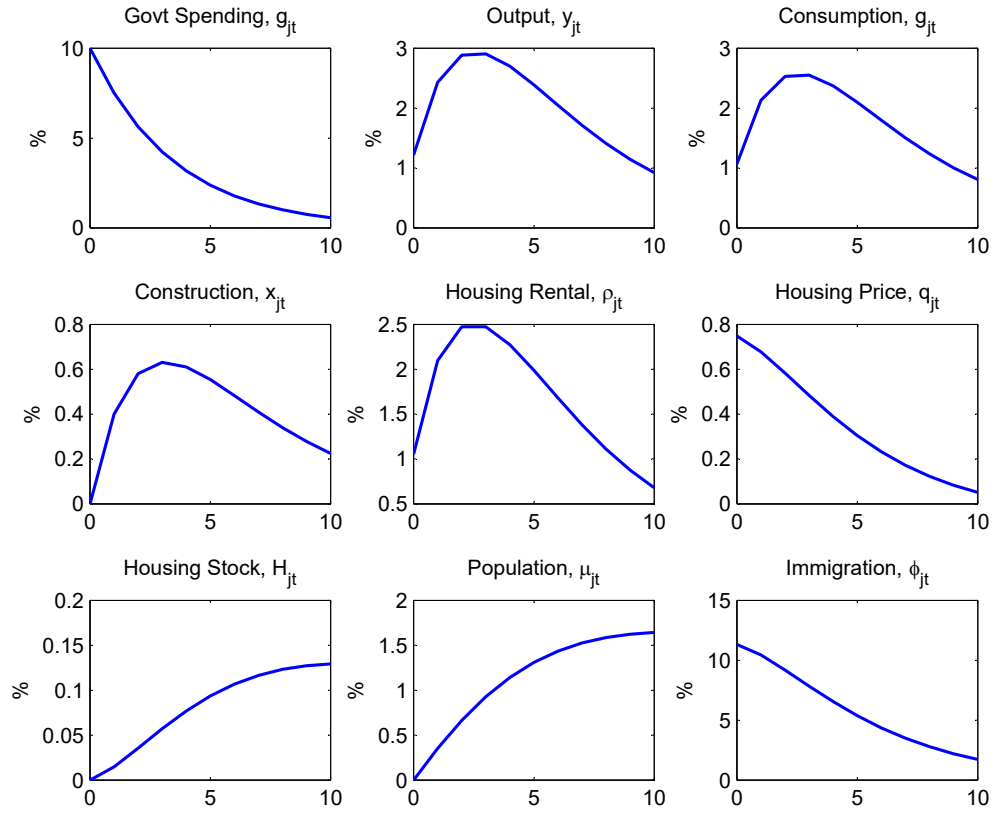 Govt Spending, g_jt
10
5
0
%
0 5 10
Output, y_jt
3
2
1
0
%
0 5 10
Consumption, g_jt
3
2
1
0
%
0 5 10
Construction, x_jt
0.8
0.6
0.4
0.2
0
%
0 5 10
Housing Rental, ρ_jt
2.5
2
1.5
1
0.5
%
0 5 10
Housing Price, q_jt
0.8
0.6
0.4
0.2
0
%
0 5 10
Housing Stock, H_jt
0.2
0.15
0.1
0.05
0
%
0 5 10
Population, μ_jt
2
1.5
1
0.5
0
%
0 5 10
Immigration, ϕ_jt
15
10
5
0
%
0 5 10